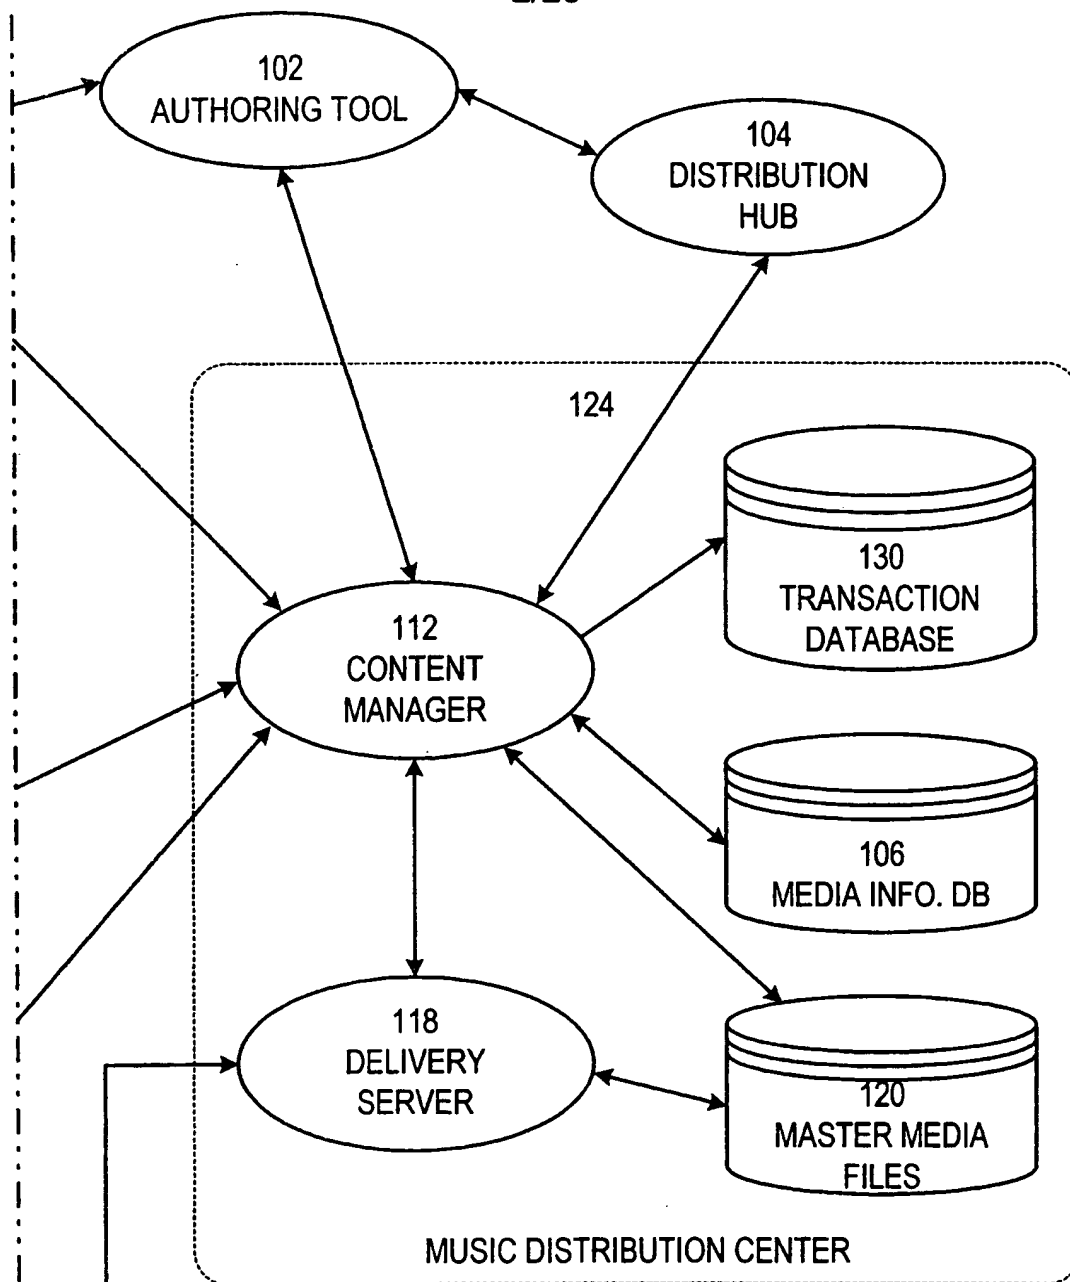 102
AUTHORING TOOL
104
DISTRIBUTION
HUB
124
130
TRANSACTION
DATABASE
112
CONTENT
MANAGER
106
MEDIA INFO. DB
118
DELIVERY
SERVER
120
MASTER MEDIA
FILES
MUSIC DISTRIBUTION CENTER